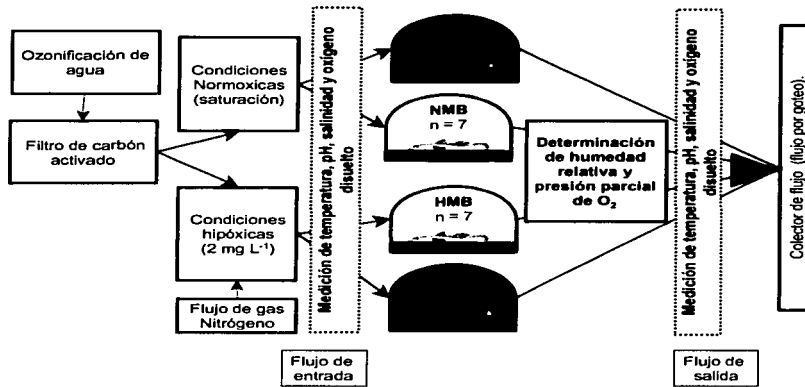 Ozonificación de
agua
Filtro de carbón
activado
Condiciones
Normoxicas
(saturación)
Condiciones
hipóxicas
(2 mg L⁻¹)
Flujo de gas
Nitrógeno
Medición de temperatura, pH, salinidad y oxígeno
disuelto
NMB
n = 7
HMB
n = 7
Determinación
de humedad
relativa y
presión parcial
de O₂
Medición de temperatura, pH, salinidad y oxígeno
disuelto
Colector de flujo (flujo por goteo).
Flujo de
entrada
Flujo de
salida